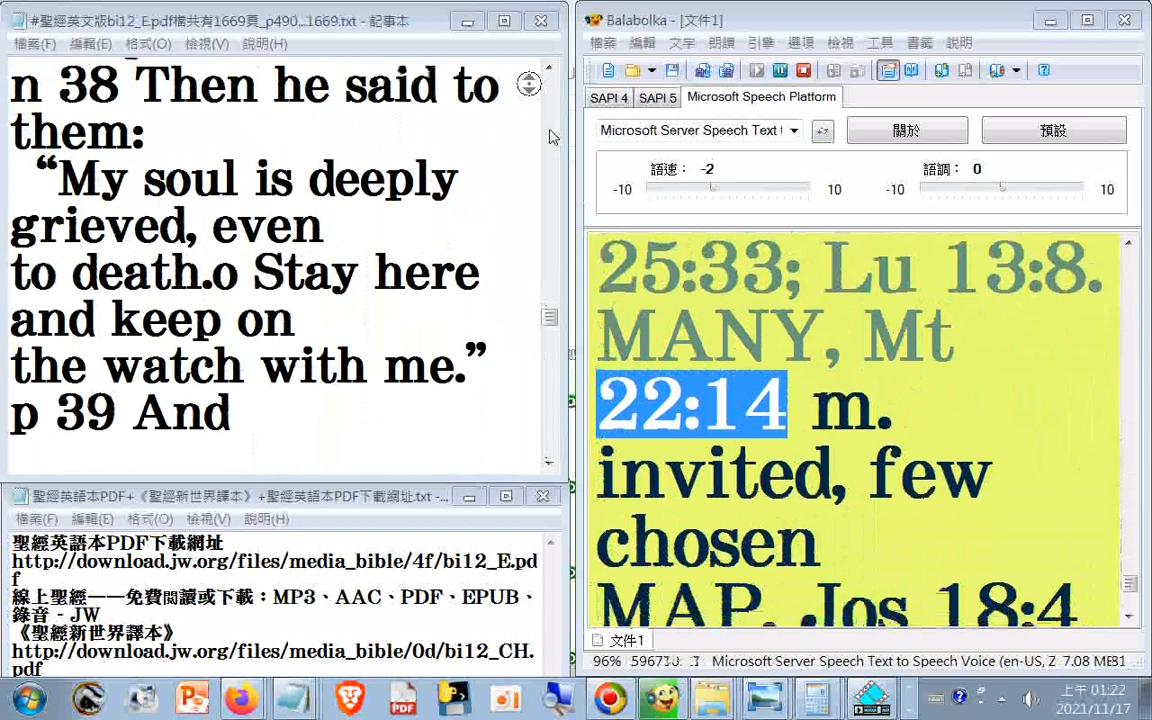 #聖經英文版bi12_E.pdf檔共有1669頁_p490...1669.txt - 記事本
檔案(F) 編輯(E) 格式(O) 檢視(V) 說明(H)
n 38 Then he said to
them:
“My soul is deeply
grieved, even
to death.o Stay here
and keep on
the watch with me.”
p 39 And
聖經英語本PDF+《聖經新世界譯本》+聖經英語本PDF下載網址.txt - ...
檔案(F) 編輯(E) 格式(O) 檢視(V) 說明(H)
聖經英語本PDF下載網址
http://download.jw.org/files/media_bible/4f/bi12_E.pd
f
線上聖經——免費閱讀或下載：MP3、AAC、PDF、EPUB、
錄音 - JW
《聖經新世界譯本》
http://download.jw.org/files/media_bible/0d/bi12_CH.
pdf
Balabolka - [文件1]
檔案 編輯 文字 朗讀 引擎 選項 檢視 工具 書籤 說明
SAPI 4 SAPI 5 Microsoft Speech Platform
Microsoft Server Speech Text 關於 預設
語速： -2 語調： 0
-10 10 -10 10
25:33; Lu 13:8.
MANY, Mt
22:14 m.
invited, few
chosen
MAP, Jos 18:4
文件1
96% Microsoft Server Speech Text to Speech Voice (en-US, Z 7.08 MB
上午 01:22
2021/11/17